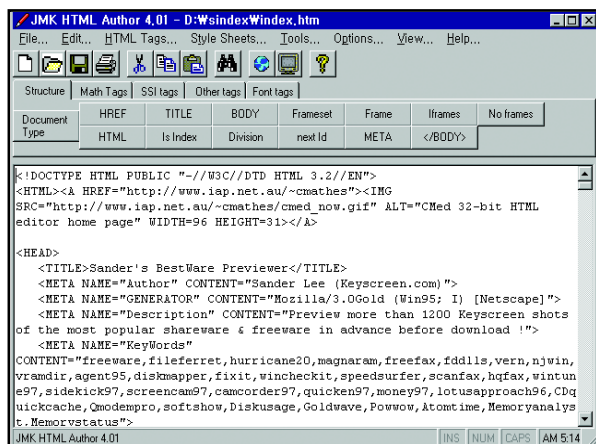 JMK HTML Author 4.01 - D:₩sindex₩index.htm
File... Edit... HTML Tags... Style Sheets... Tools... Options... View... Help...
Structure Math Tags SSI tags Other tags Font tags
Document Type HREF TITLE BODY Frameset Frame Iframes No frames
HTML Is Index Division next Id META </BODY>
<!DOCTYPE HTML PUBLIC "-//W3C//DTD HTML 3.2//EN">
<HTML><A HREF="http://www.iap.net.au/~cmathes"><IMG
SRC="http://www.iap.net.au/~cmathes/cmed_now.gif" ALT="CMed 32-bit HTML
editor home page" WIDTH=96 HEIGHT=31></A>
<HEAD>
<TITLE>Sander's BestWare Previewer</TITLE>
<META NAME="Author" CONTENT="Sander Lee (Keyscreen.com)">
<META NAME="GENERATOR" CONTENT="Mozilla/3.0Gold (Win95; I) [Netscape]">
<META NAME="Description" CONTENT="Preview more than 1200 Keyscreen shots
of the most popular shareware & freeware in advance before download !">
<META NAME="KeyWords"
CONTENT="freeware,fileferret,hurricane20,magnaram,freefax,fddlls,vern,njwin,
vramdir,agent95,diskmapper,fixit,wincheckit,speedsurfer,scanfax,hqfax,wintun
e97,sidekick97,screencam97,camcorder97,quicken97,money97,lotusapproach96,CDq
uickcache,Qmodempro,softshow,Diskusage,Goldwave,Powwow,Atomtime,Memoryanalys
t,Memorystatus">
JMK HTML Author 4.01 INS NUM CAPS AM 5:14